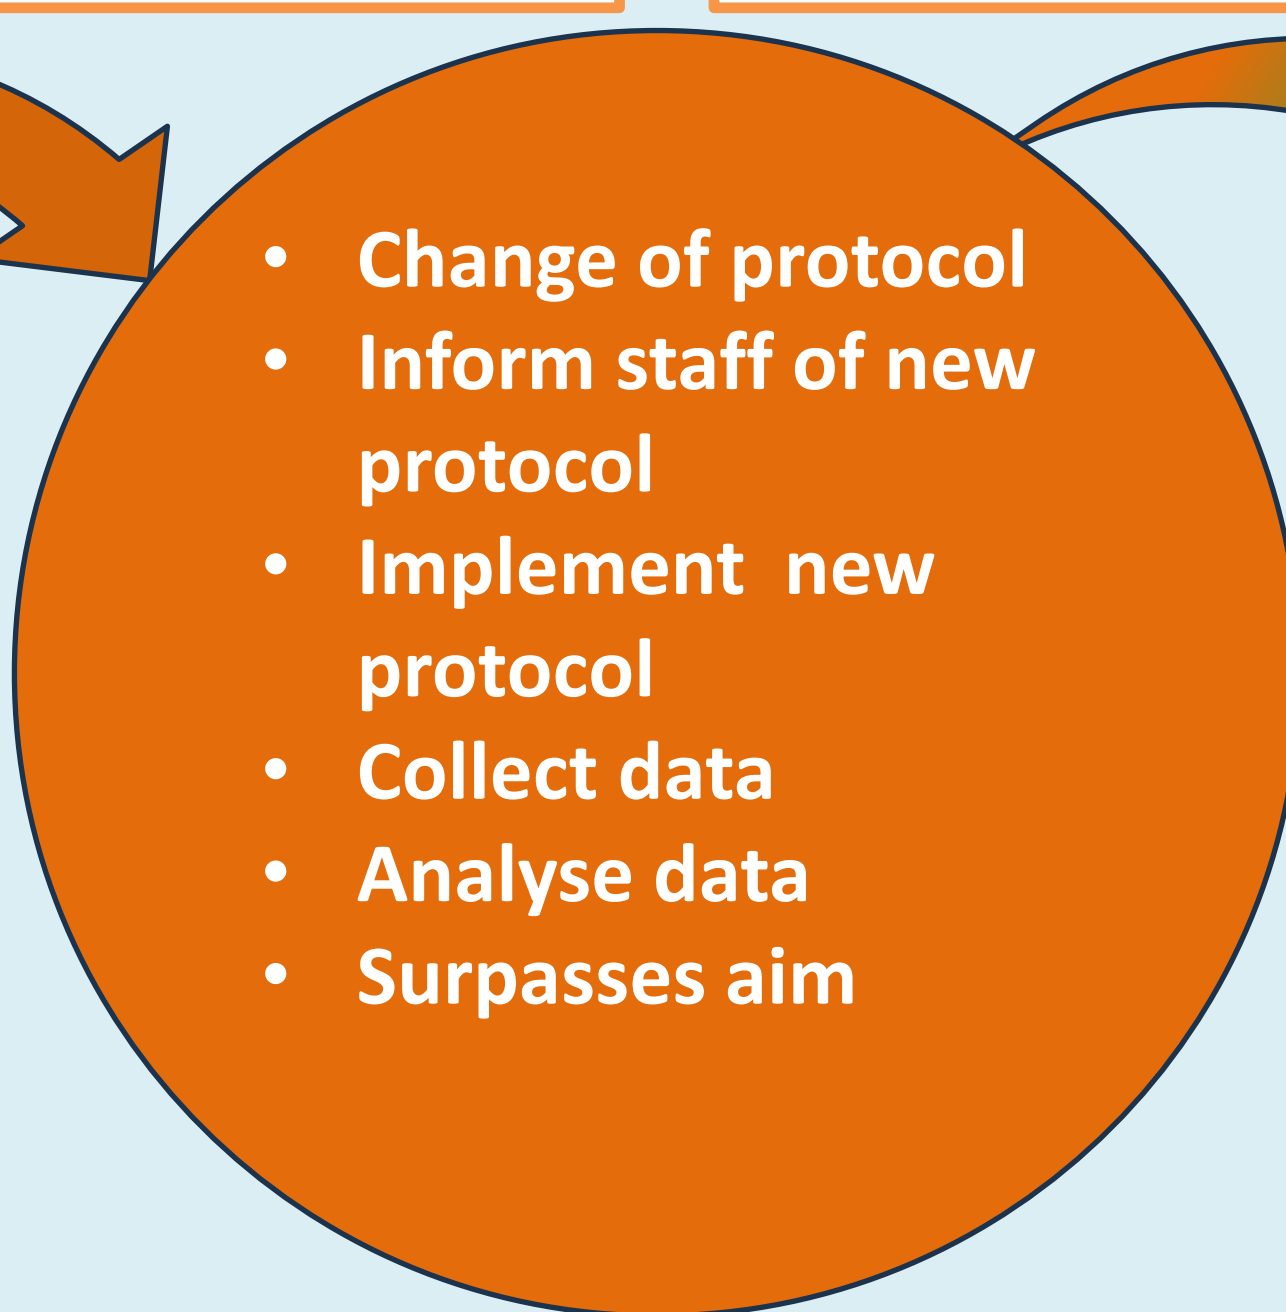 • Change of protocol
• Inform staff of new
protocol
• Implement  new
protocol
• Collect data
• Analyse data
• Surpasses aim